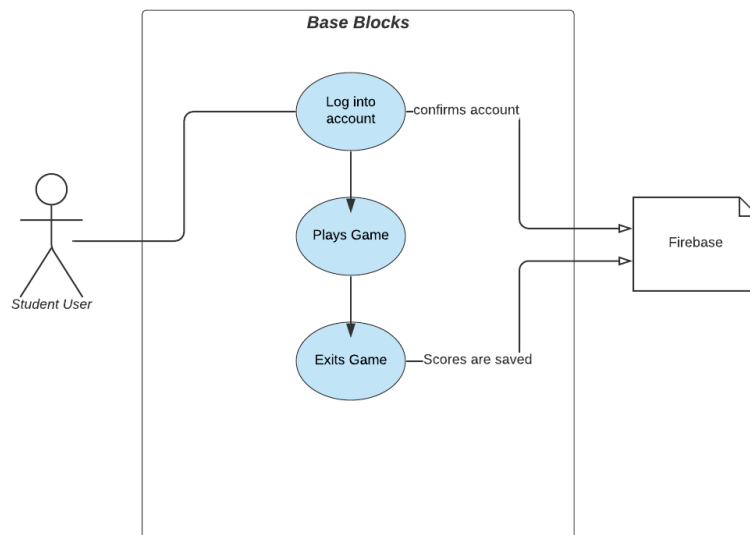 Base Blocks
Log into
account
confirms account
Plays Game
Firebase
Student User
Exits Game
Scores are saved